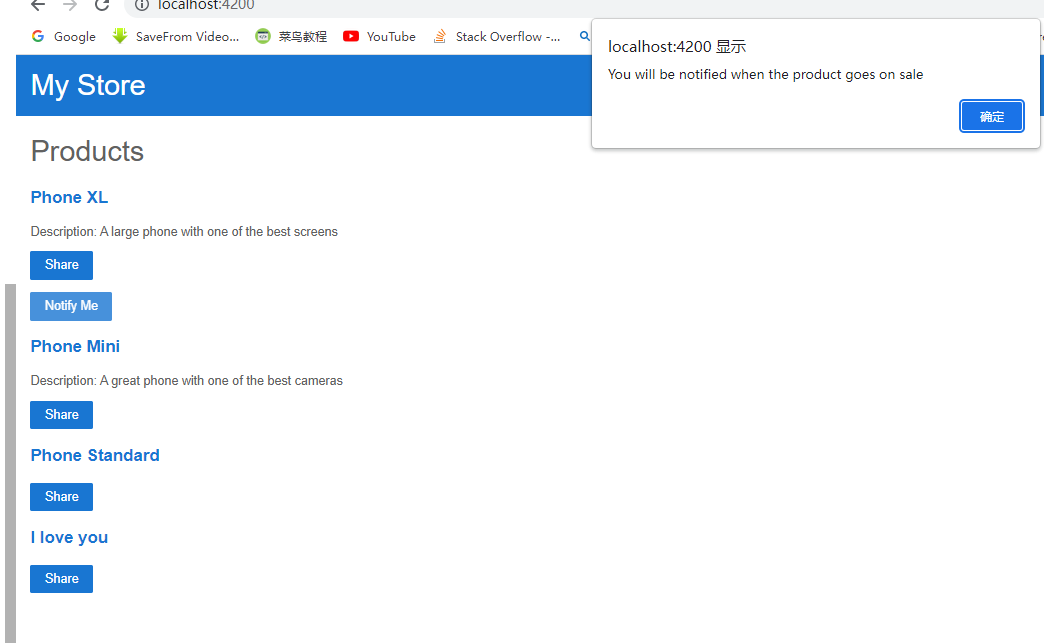 localhost:4200
Google SaveFrom Video... 菜鸟教程 YouTube Stack Overflow -...
localhost:4200 显示
You will be notified when the product goes on sale
确定
My Store
Products
Phone XL
Description: A large phone with one of the best screens
Share
Notify Me
Phone Mini
Description: A great phone with one of the best cameras
Share
Phone Standard
Share
I love you
Share